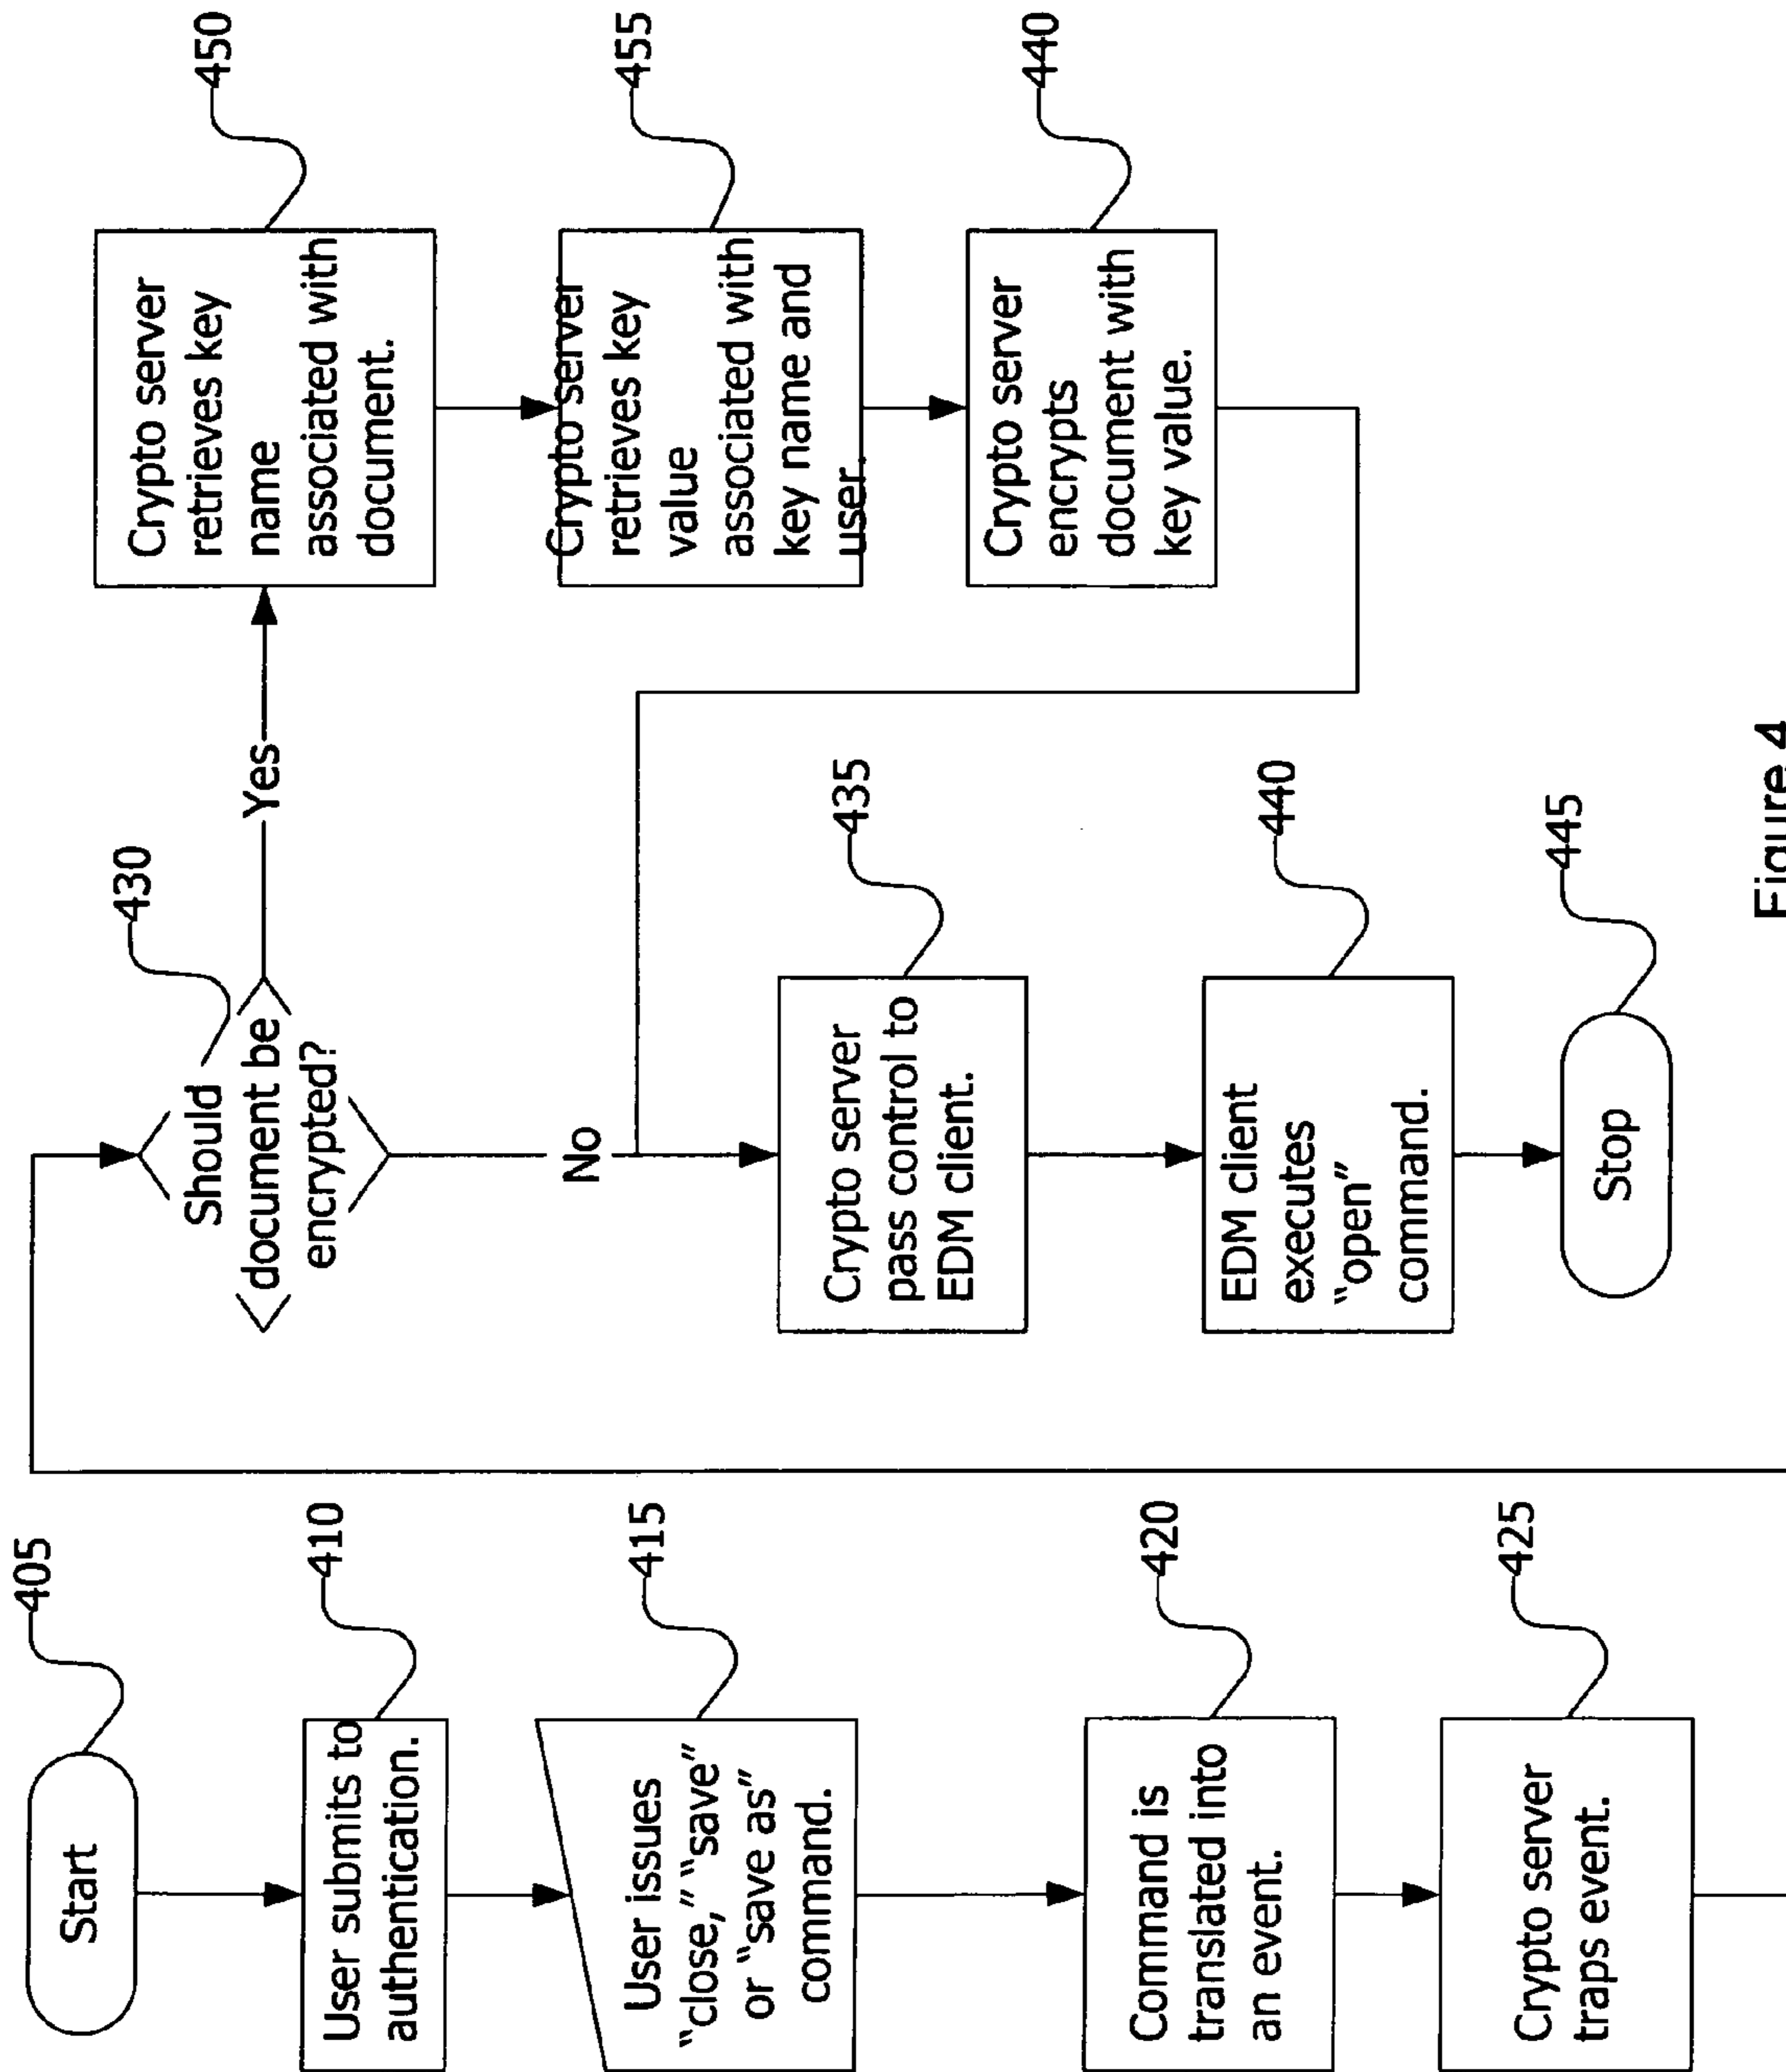 Start
405
User submits to
authentication.
410
User issues
“close,” “save”
or “save as”
command.
415
Command is
translated into
an event.
420
Crypto server
traps event.
425
Should
document be
encrypted?
430
Yes
No
Crypto server
pass control to
EDM client.
435
EDM client
executes
“open”
command.
440
Stop
445
Crypto server
retrieves key
name
associated with
document.
450
Crypto server
retrieves key
value
associated with
key name and
user.
455
Crypto server
encrypts
document with
key value.
440
Figure 4